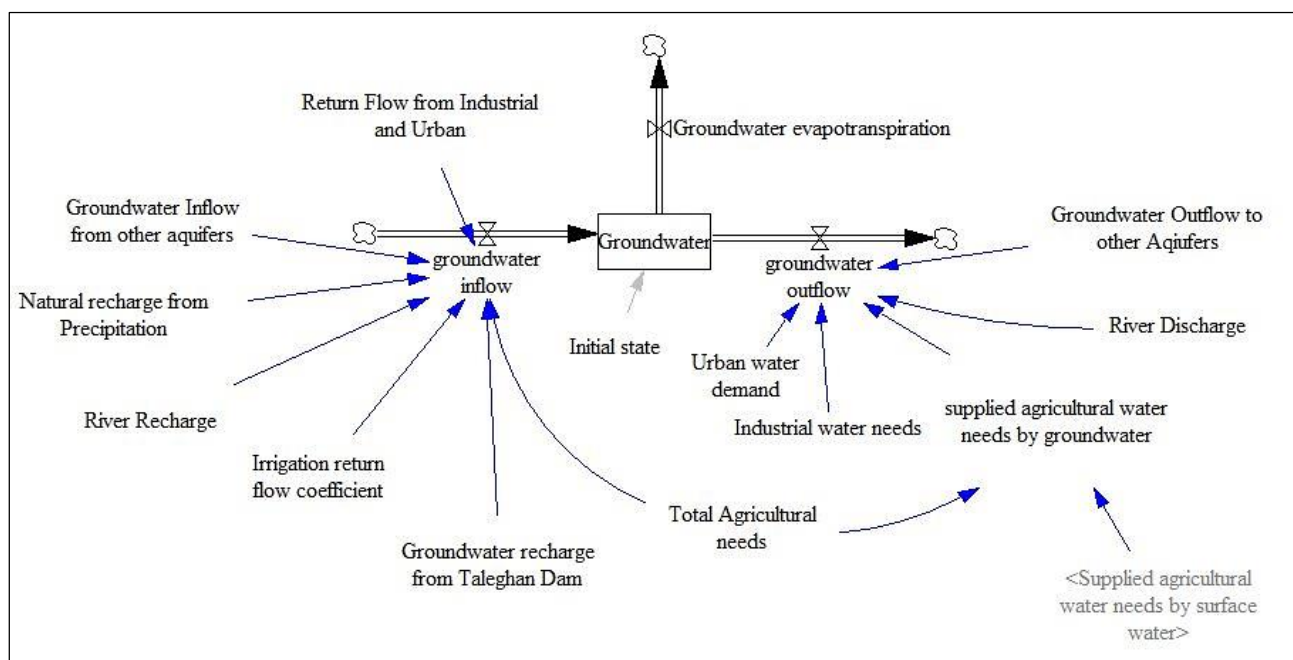 Return Flow from Industrial
and Urban
Groundwater evapotranspiration
Groundwater Inflow
from other aquifers
Groundwater
groundwater
inflow
groundwater
outflow
Groundwater Outflow to
other Aqiufers
Natural recharge from
Precipitation
Initial state
River Discharge
Urban water
demand
River Recharge
Industrial water needs
supplied agricultural water
needs by groundwater
Irrigation return
flow coefficient
Total Agricultural
needs
Groundwater recharge
from Taleghan Dam
<Supplied agricultural
water needs by surface
water>